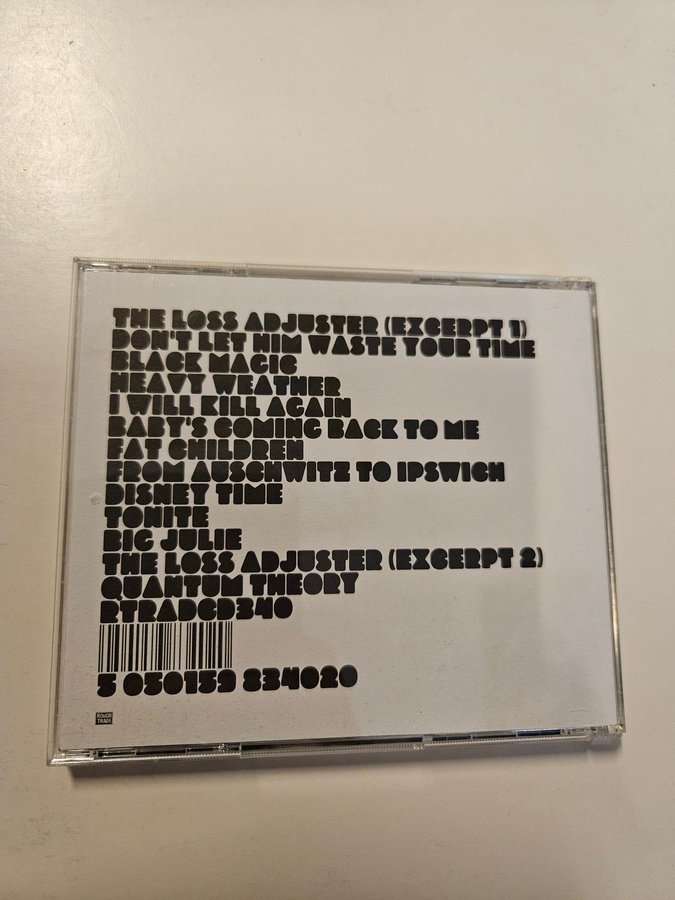 THE LOSS ADJUSTER (EXCERPT 1)
DON'T LET HIM WASTE YOUR TIME
BLACK MAGIC
HEAVY WEATHER
I WILL KILL AGAIN
BABY'S COMING BACK TO ME
FAT CHILDREN
FROM AUSCHWITZ TO IPSWICH
DISNEY TIME
TONITE
BIG JULIE
THE LOSS ADJUSTER (EXCERPT 2)
QUANTUM THEORY
RTRADCD340
5 050159 834020
ROUGH
TRADE